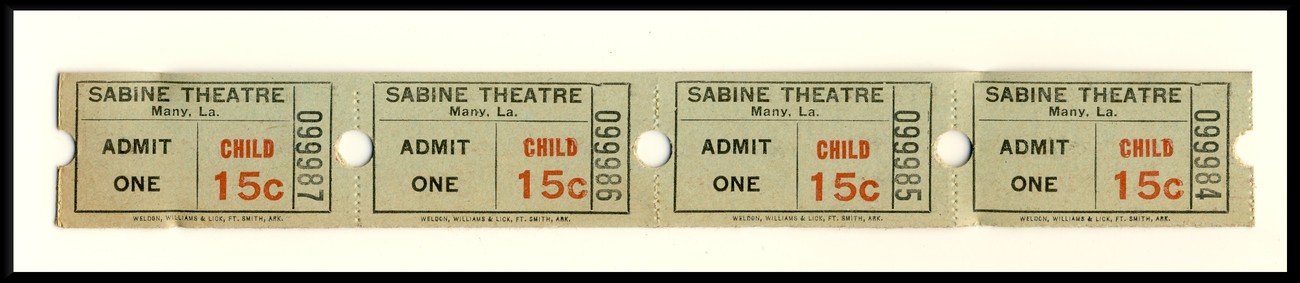 SABINE THEATRE
Many, La.
ADMIT
ONE
CHILD
15c
099987
WELDON, WILLIAMS & LICK, FT. SMITH, ARK.
SABINE THEATRE
Many, La.
ADMIT
ONE
CHILD
15c
099986
WELDON, WILLIAMS & LICK, FT. SMITH, ARK.
SABINE THEATRE
Many, La.
ADMIT
ONE
CHILD
15c
099985
WELDON, WILLIAMS & LICK, FT. SMITH, ARK.
SABINE THEATRE
Many, La.
ADMIT
ONE
CHILD
15c
099984
WELDON, WILLIAMS & LICK, FT. SMITH, ARK.